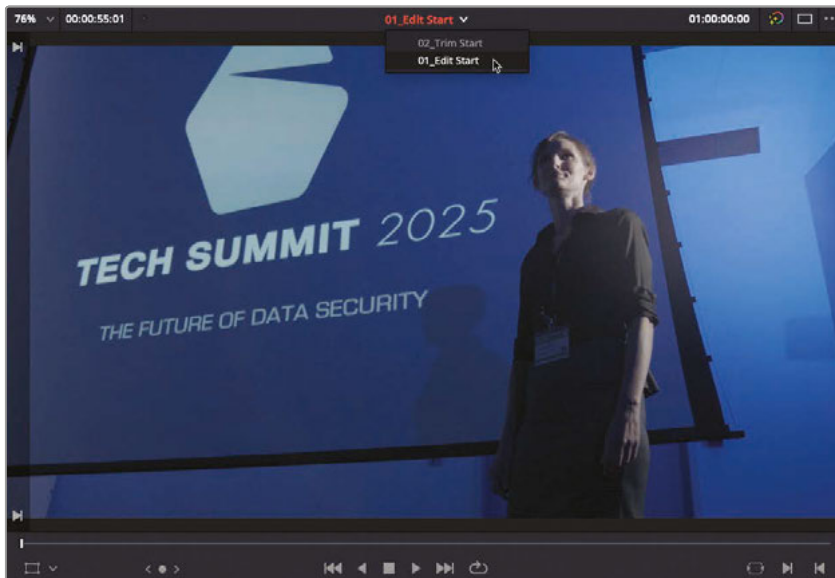 76% 00:00:55:01 01_Edit Start 01:00:00:00
02_Trim Start
01_Edit Start
TECH SUMMIT 2025
THE FUTURE OF DATA SECURITY